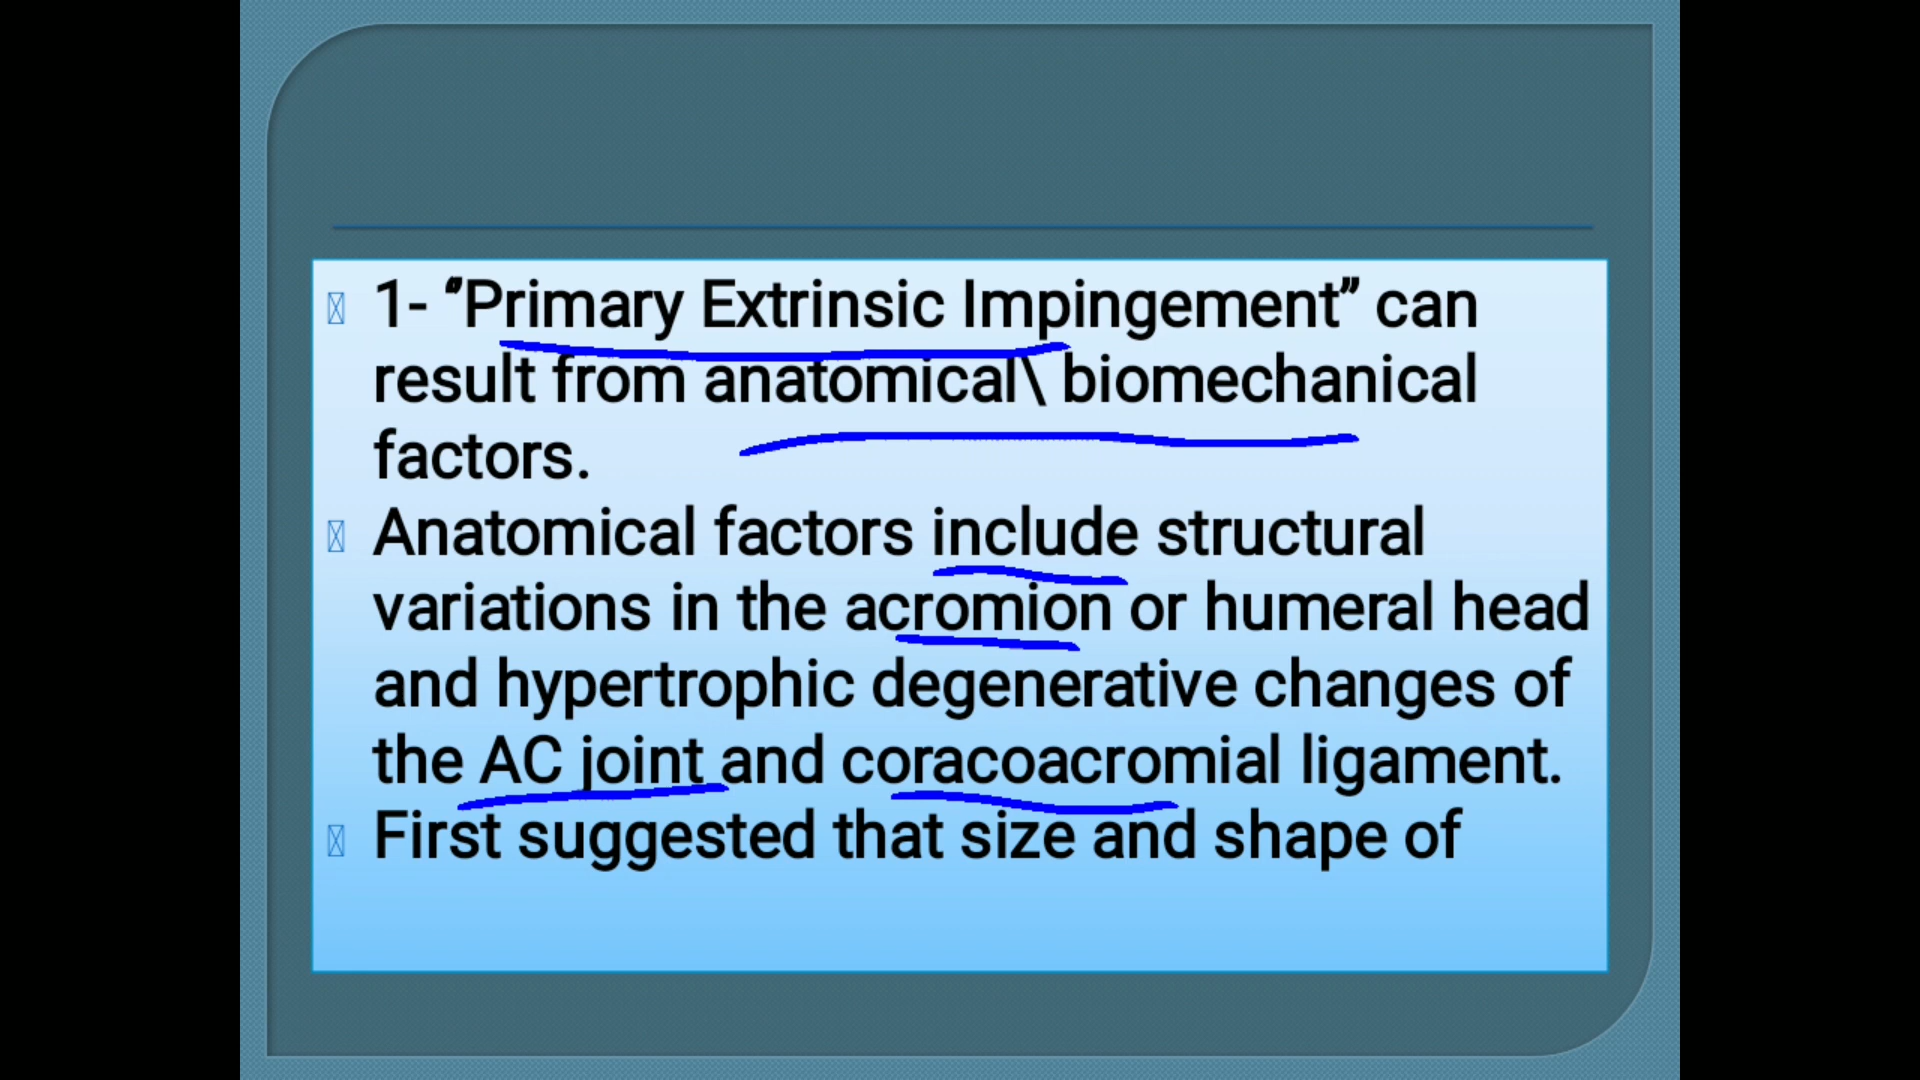 1- “Primary Extrinsic Impingement” can
result from anatomical\ biomechanical
factors.
Anatomical factors include structural
variations in the acromion or humeral head
and hypertrophic degenerative changes of
the AC joint and coracoacromial ligament.
First suggested that size and shape of